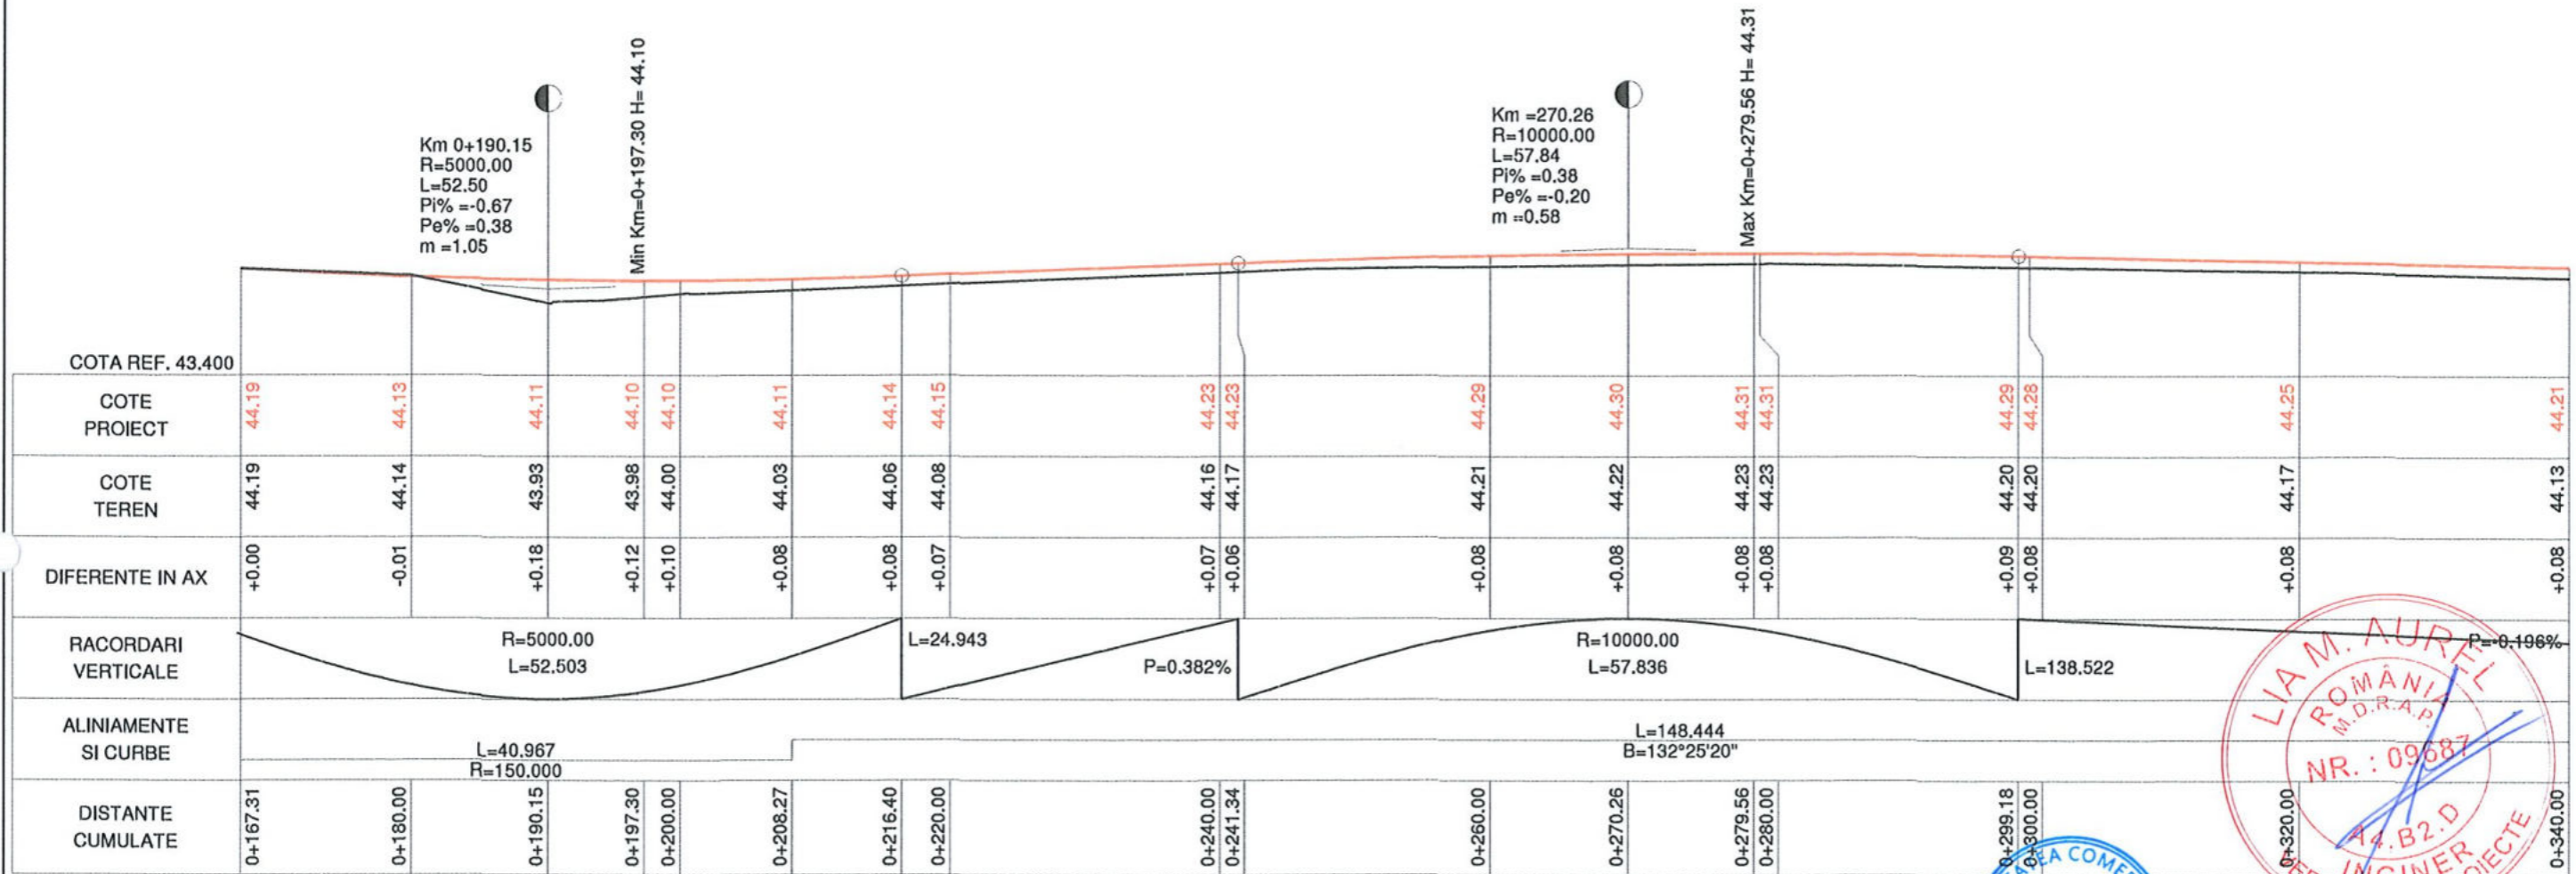 Km 0+190.15
R=5000.00
L=52.50
Pi% =-0.67
Pe% =0.38
m =1.05
Min Km=0+197.30 H= 44.10
Km =270.26
R=10000.00
L=57.84
Pi% =0.38
Pe% =-0.20
m =0.58
Max Km=0+279.56 H= 44.31
COTA REF. 43.400
COTE
PROIECT
44.19 44.13 44.11 44.10 44.10 44.11 44.14 44.15 44.23 44.23 44.29 44.30 44.31 44.31 44.29 44.28 44.25 44.21
COTE
TEREN
44.19 44.14 43.93 43.98 44.00 44.03 44.06 44.08 44.16 44.17 44.21 44.22 44.23 44.23 44.20 44.20 44.17 44.13
DIFERENTE IN AX
+0.00 -0.01 +0.18 +0.12 +0.10 +0.08 +0.08 +0.07 +0.07 +0.06 +0.08 +0.08 +0.08 +0.08 +0.09 +0.08 +0.08 +0.08
RACORDARI
VERTICALE
R=5000.00
L=52.503
L=24.943
P=0.382%
R=10000.00
L=57.836
L=138.522
P=-0.196%
ALINIAMENTE
SI CURBE
L=40.967
R=150.000
L=148.444
B=132°25'20"
DISTANTE
CUMULATE
0+167.31 0+180.00 0+190.15 0+197.30 0+200.00 0+208.27 0+216.40 0+220.00 0+240.00 0+241.34 0+260.00 0+270.26 0+279.56 0+280.00 0+299.18 0+300.00 0+320.00 0+340.00
LIA M. AUREL
ROMÂNIA
M.D.R.A.P.
NR. : 09687
A4.B2.D
INGINER